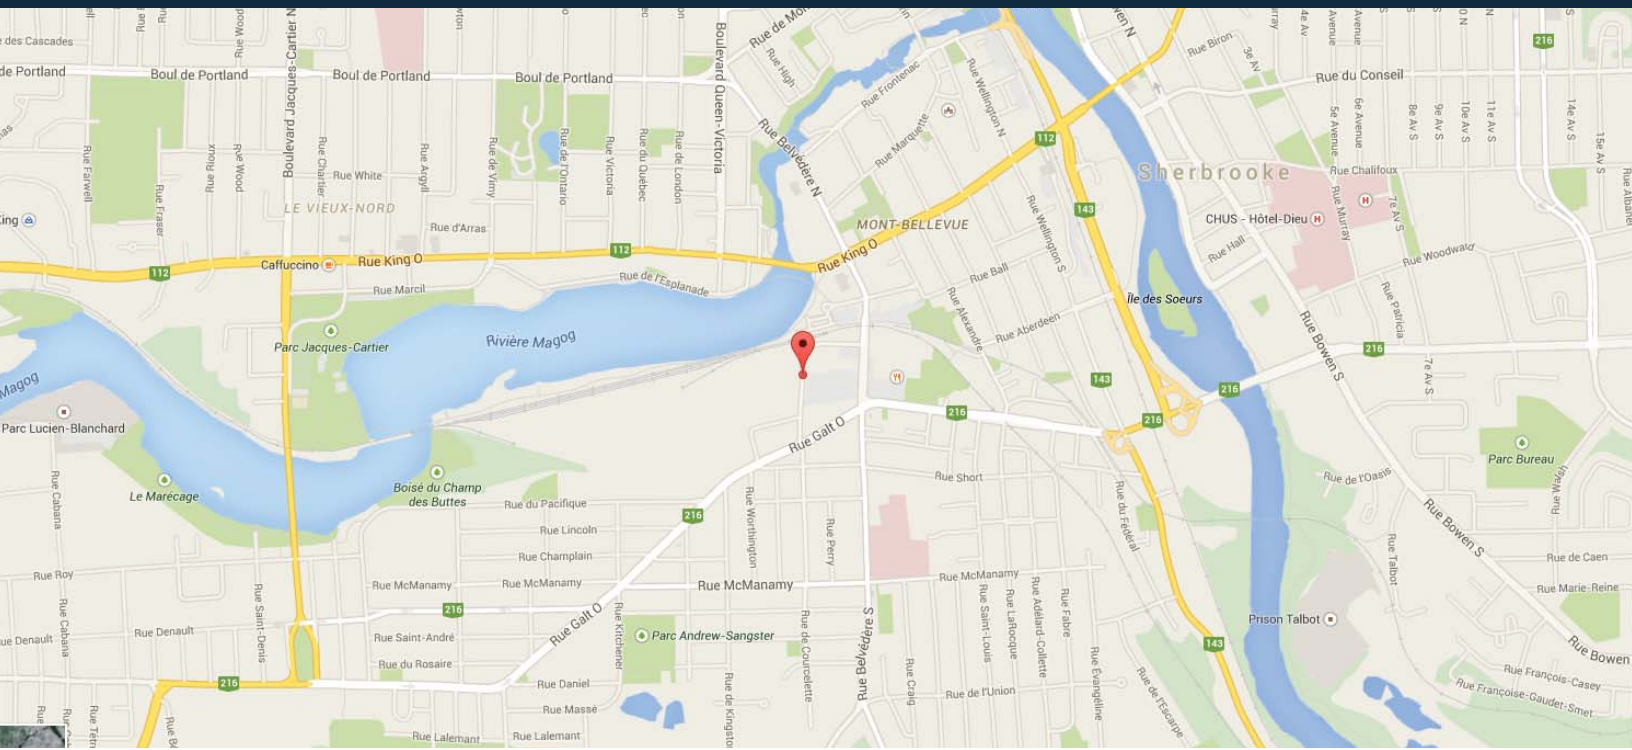 e des Cascades
de Portland
Boul de Portland
Boul de Portland
Boul de Portland
Boulevard Jacques-Cartier N
Boulevard Queen-Victoria
Rue High
Rue Frontenac
Rue Wellington N
Rue Marquette
Rue Belvédère N
Rue Biron
3e Av
4e Av
Avenue
Avenue
216
Rue du Conseil
5e Avenue
6e Avenue
8e Av S
9e Av S
10e Av S
11e Av S
14e Av S
15e Av S
112
Sherbrooke
Rue Farwell
Rue Fraser
Rue Wood
Rue Chartier
Rue White
Rue Argyll
Rue de Vimy
Rue de l'Ontario
Rue Victoria
Rue du Québec
Rue de London
LE VIEUX-NORD
Rue d'Arras
MONT-BELLEVUE
143
Rue Chalifoux
Rue Murray
7e Av S
CHUS - Hôtel-Dieu
H
H
Rue Hall
Rue Woodward
112
Caffuccino
Rue King O
112
Rue King O
Rue Marcil
Rue de l'Esplanade
Rue Wellington S
Rue Ball
Rue Alexandre
Rue Aberdeen
Île des Soeurs
Rue Patricia
Rue Bowen S
216
7e Av S
Parc Jacques-Cartier
Rivière Magog
Magog
Parc Lucien-Blanchard
143
216
216
216
Rue Galt O
Le Marécage
Boisé du Champ
des Buttes
Rue Cabana
Rue du Pacifique
Rue Lincoln
Rue Champlain
216
Rue Worthington
Rue Perry
Rue Short
Rue du Fédéral
Rue de l'Oasis
Parc Bureau
Rue Walsh
Rue Bowen S
Rue Talbot
Rue de Caen
Rue Marie-Reine
Rue Roy
Rue McManamy
Rue McManamy
Rue McManamy
Rue McManamy
216
Rue Cabana
Rue Saint-Denis
Rue Denault
Rue Saint-André
Rue du Rosaire
Rue Galt O
Rue Kitchener
Parc Andrew-Sangster
Rue de Courcelette
Rue Belvédère S
Rue Craig
Rue Saint-Louis
Rue LaRocque
Rue Adélard-Collette
Rue Fabre
Rue Évangéline
Prison Talbot
143
Rue Bowen
Rue François-Casey
Rue Françoise-Gaudet-Smet
216
Rue Daniel
Rue Massé
Rue de l'Union
Rue de l'Escarpe
Rue Lalemant
Rue Lalemant